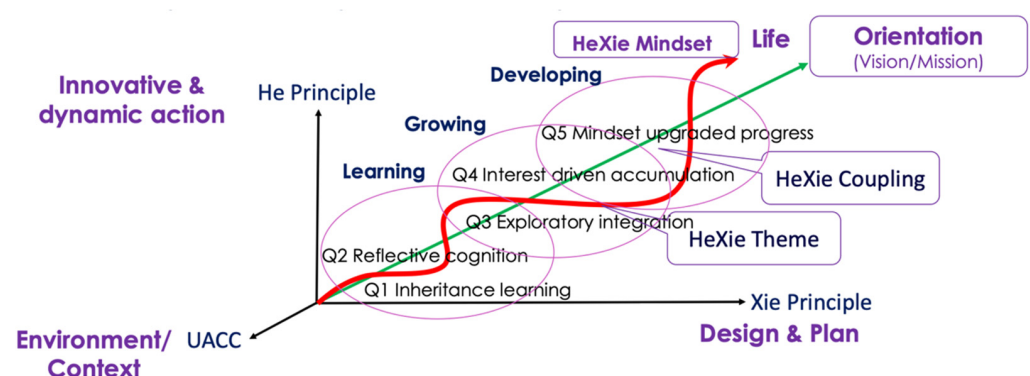 HeXie Mindset
Life
Orientation
(Vision/Mission)
Developing
Innovative &
dynamic action
He Principle
Growing
Q5 Mindset upgraded progress
Learning
Q4 Interest driven accumulation
HeXie Coupling
Q3 Exploratory integration
HeXie Theme
Q2 Reflective cognition
Q1 Inheritance learning
Xie Principle
Design & Plan
Environment/
Context
UACC